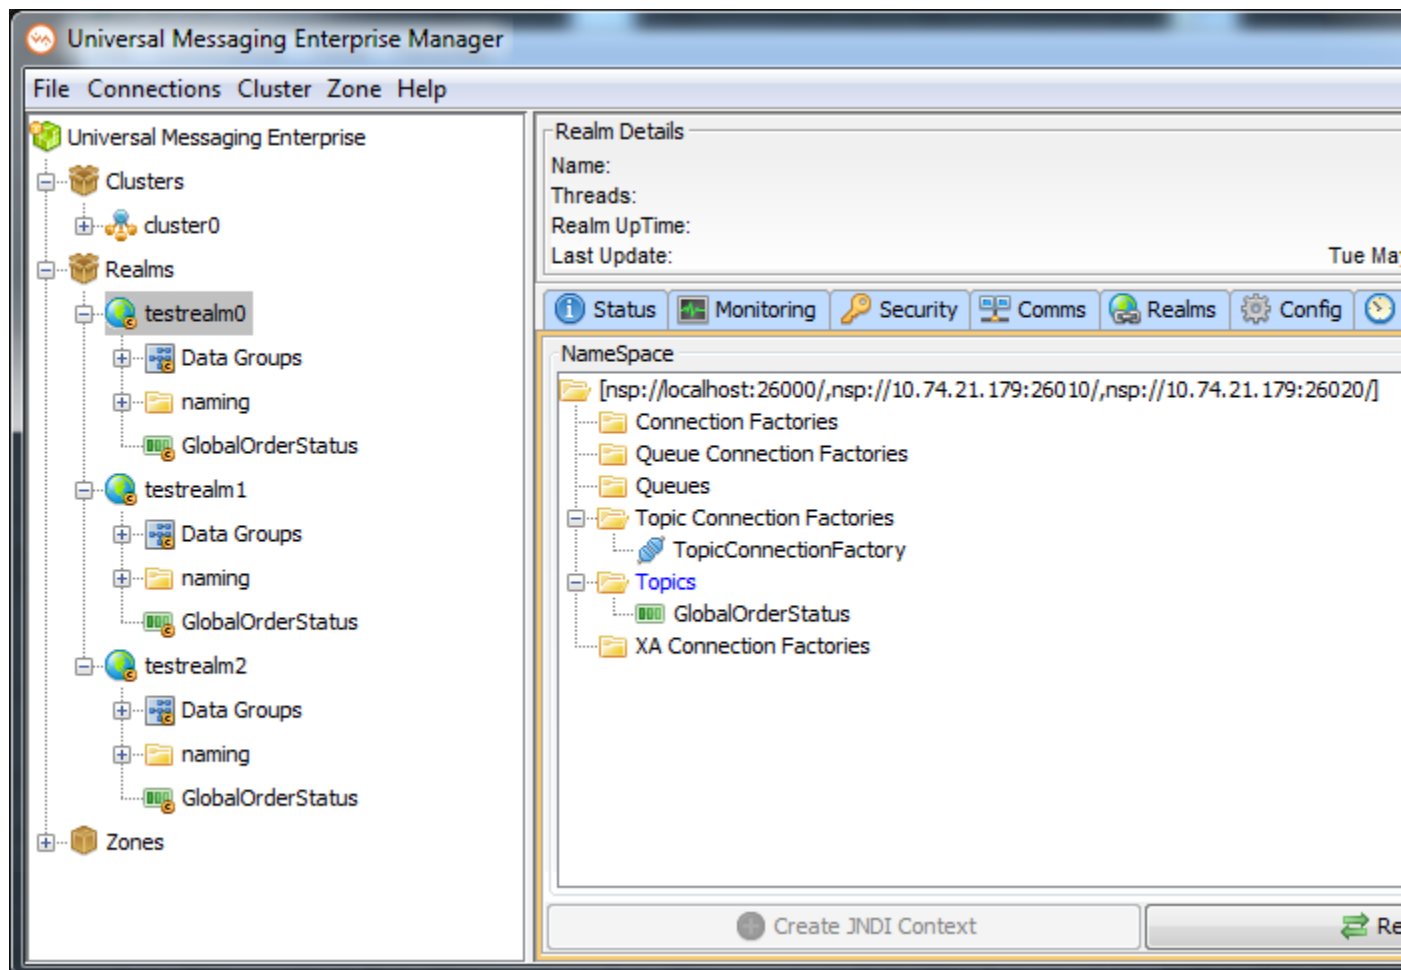 Universal Messaging Enterprise Manager
File Connections Cluster Zone Help
Universal Messaging Enterprise
Clusters
cluster0
Realms
testrealm0
Data Groups
naming
GlobalOrderStatus
testrealm1
Data Groups
naming
GlobalOrderStatus
testrealm2
Data Groups
naming
GlobalOrderStatus
Zones
Realm Details
Name:
Threads:
Realm UpTime:
Last Update: Tue May
Status Monitoring Security Comms Realms Config
NameSpace
[nsp://localhost:26000/,nsp://10.74.21.179:26010/,nsp://10.74.21.179:26020/]
Connection Factories
Queue Connection Factories
Queues
Topic Connection Factories
TopicConnectionFactory
Topics
GlobalOrderStatus
XA Connection Factories
Create JNDI Context